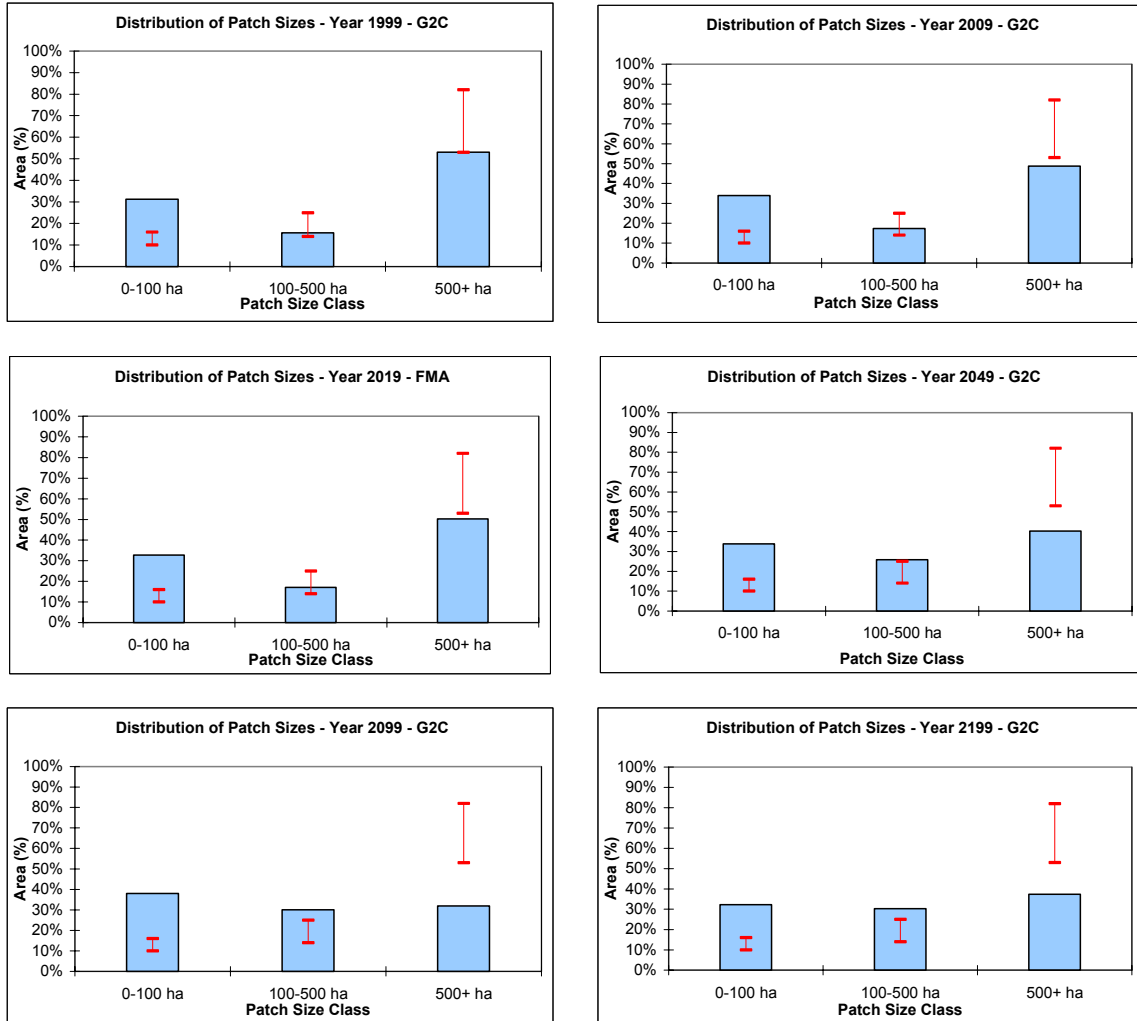 Distribution of Patch Sizes - Year 1999 - G2C
100%
90%
80%
70%
60%
50%
40%
30%
20%
10%
0%
Area (%)
0-100 ha 100-500 ha 500+ ha
Patch Size Class
Distribution of Patch Sizes - Year 2009 - G2C
100%
90%
80%
70%
60%
50%
40%
30%
20%
10%
0%
Area (%)
0-100 ha 100-500 ha 500+ ha
Patch Size Class
Distribution of Patch Sizes - Year 2019 - FMA
100%
90%
80%
70%
60%
50%
40%
30%
20%
10%
0%
Area (%)
0-100 ha 100-500 ha 500+ ha
Patch Size Class
Distribution of Patch Sizes - Year 2049 - G2C
100%
90%
80%
70%
60%
50%
40%
30%
20%
10%
0%
Area (%)
0-100 ha 100-500 ha 500+ ha
Patch Size Class
Distribution of Patch Sizes - Year 2099 - G2C
100%
90%
80%
70%
60%
50%
40%
30%
20%
10%
0%
Area (%)
0-100 ha 100-500 ha 500+ ha
Patch Size Class
Distribution of Patch Sizes - Year 2199 - G2C
100%
90%
80%
70%
60%
50%
40%
30%
20%
10%
0%
Area (%)
0-100 ha 100-500 ha 500+ ha
Patch Size Class